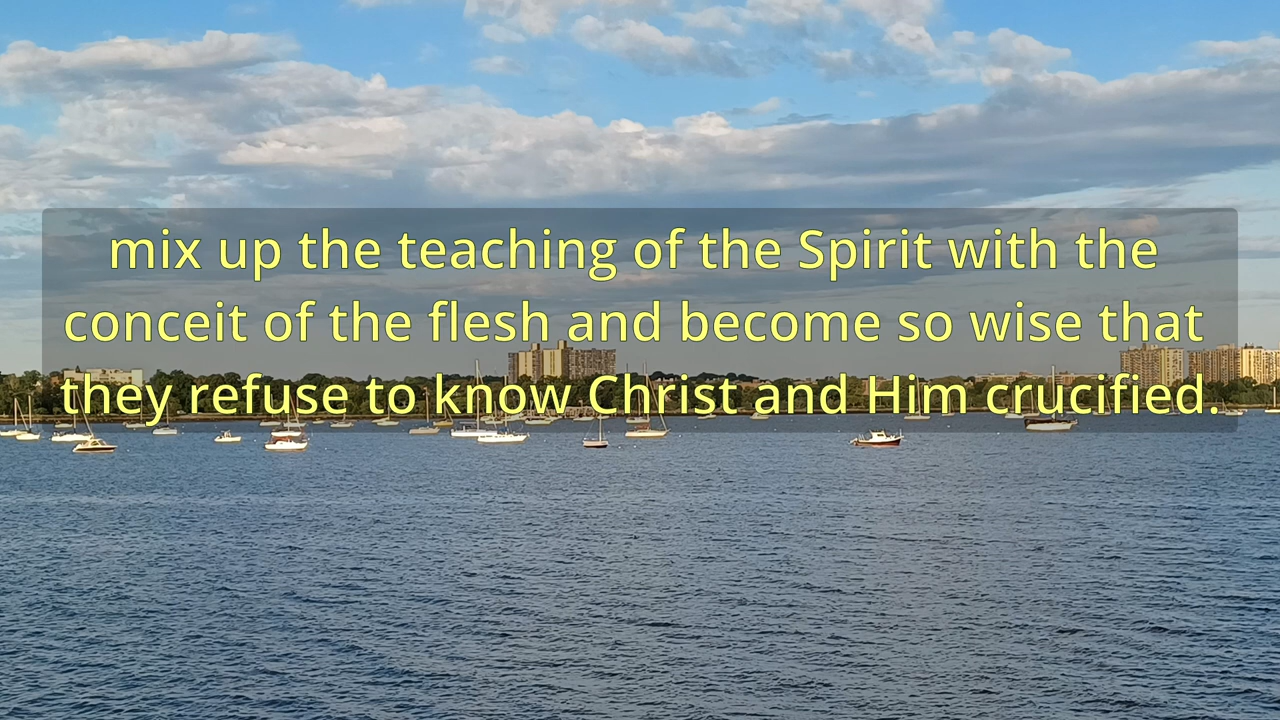 mix up the teaching of the Spirit with the
conceit of the flesh and become so wise that
they refuse to know Christ and Him crucified.